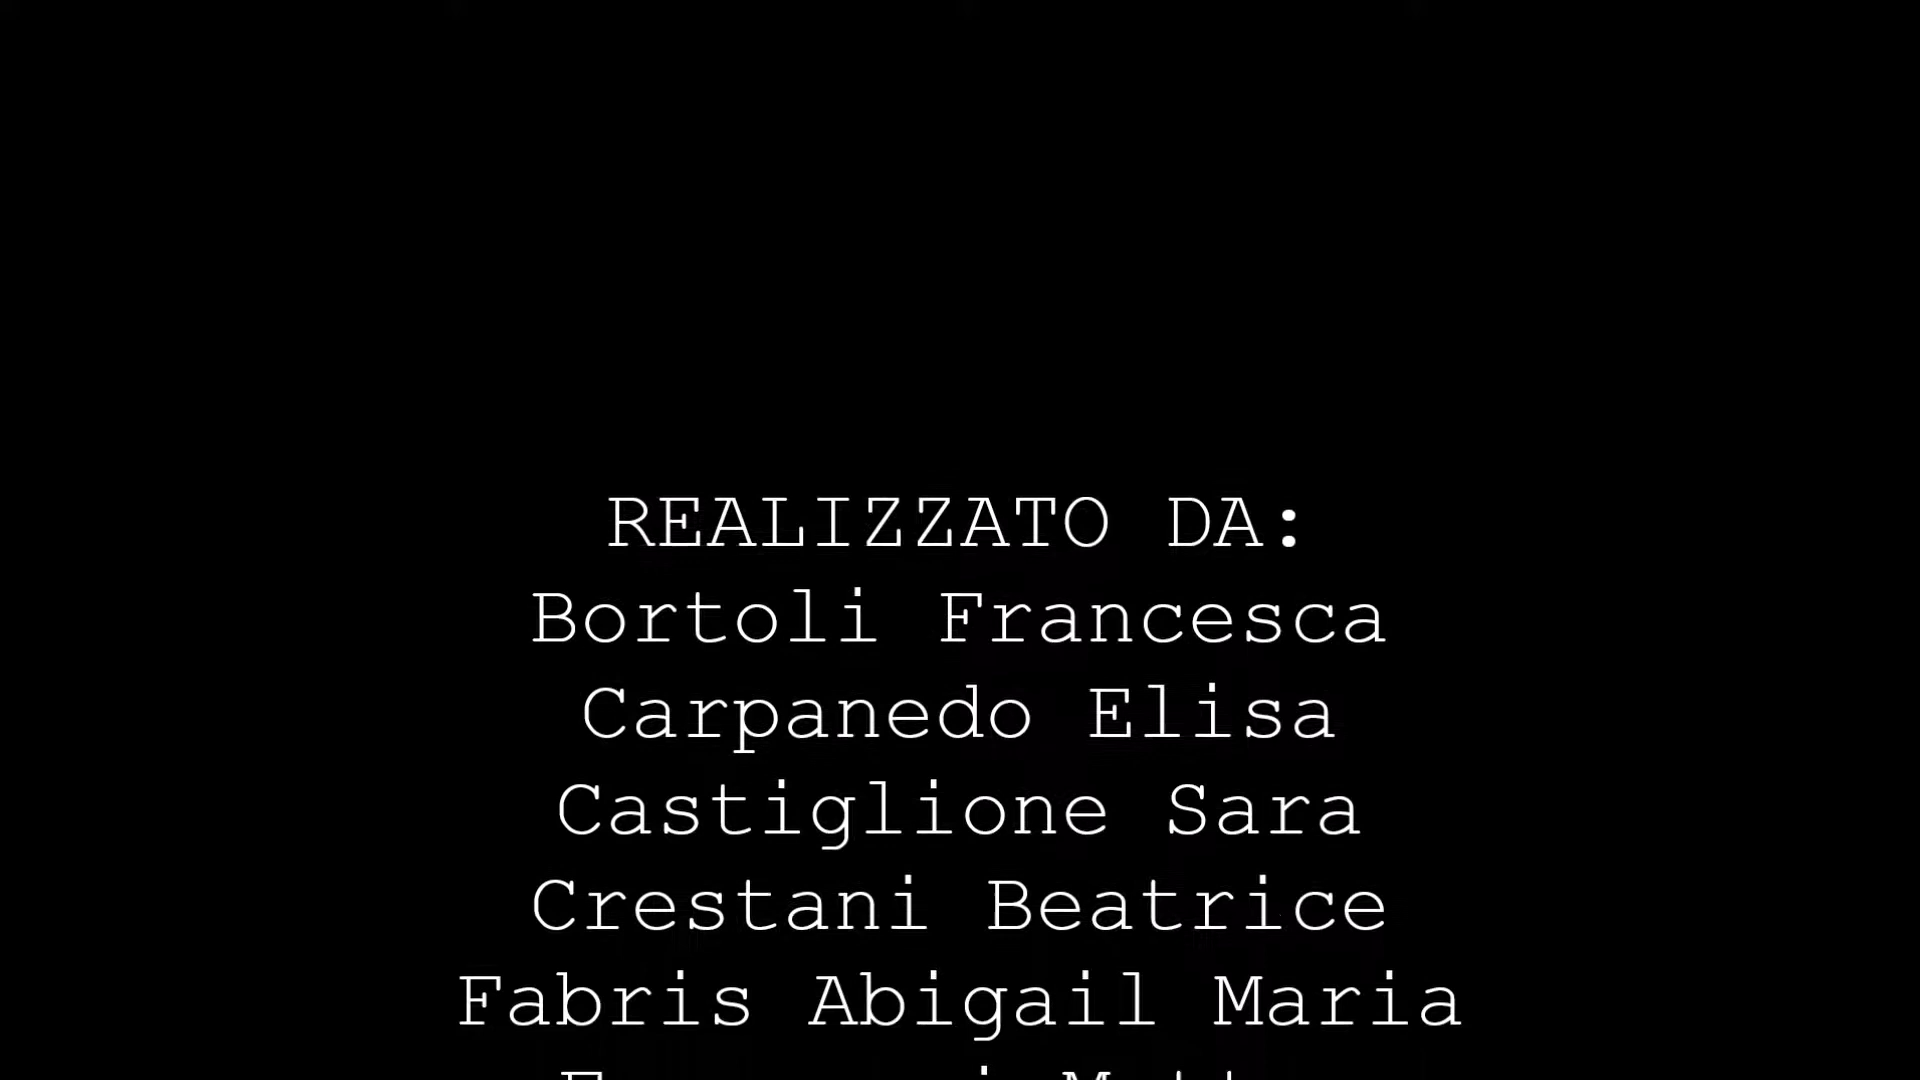 REALIZZATO DA:
Bortoli Francesca
Carpanedo Elisa
Castiglione Sara
Crestani Beatrice
Fabris Abigail Maria